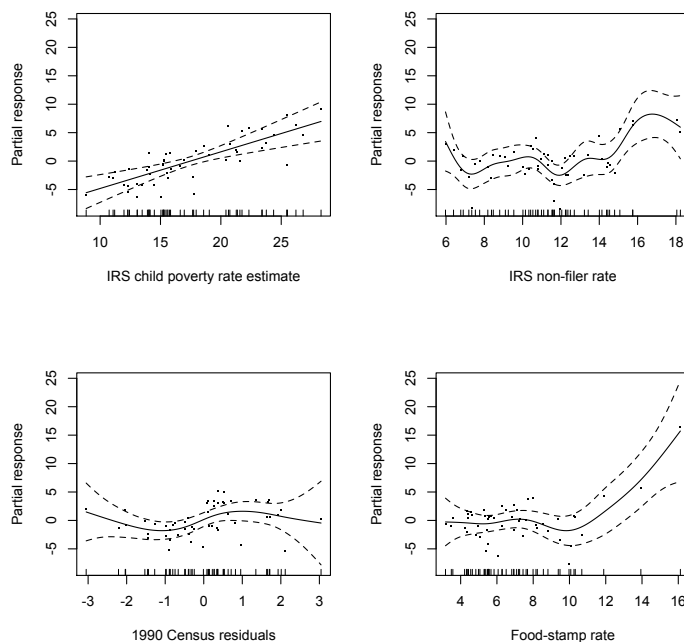 25
20
15
10
5
0
-5
Partial response
10 15 20 25
IRS child poverty rate estimate
25
20
15
10
5
0
-5
Partial response
6 8 10 12 14 16 18
IRS non-filer rate
25
20
15
10
5
0
-5
Partial response
-3 -2 -1 0 1 2 3
1990 Census residuals
25
20
15
10
5
0
-5
Partial response
4 6 8 10 12 14 16
Food-stamp rate